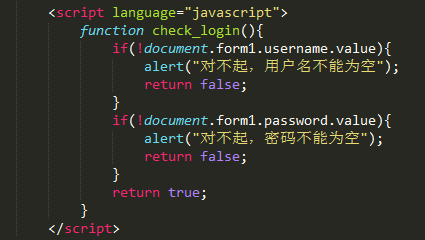 <script language="javascript">
function check_login(){
if(!document.form1.username.value){
alert("对不起，用户名不能为空");
return false;
}
if(!document.form1.password.value){
alert("对不起，密码不能为空");
return false;
}
return true;
}
</script>